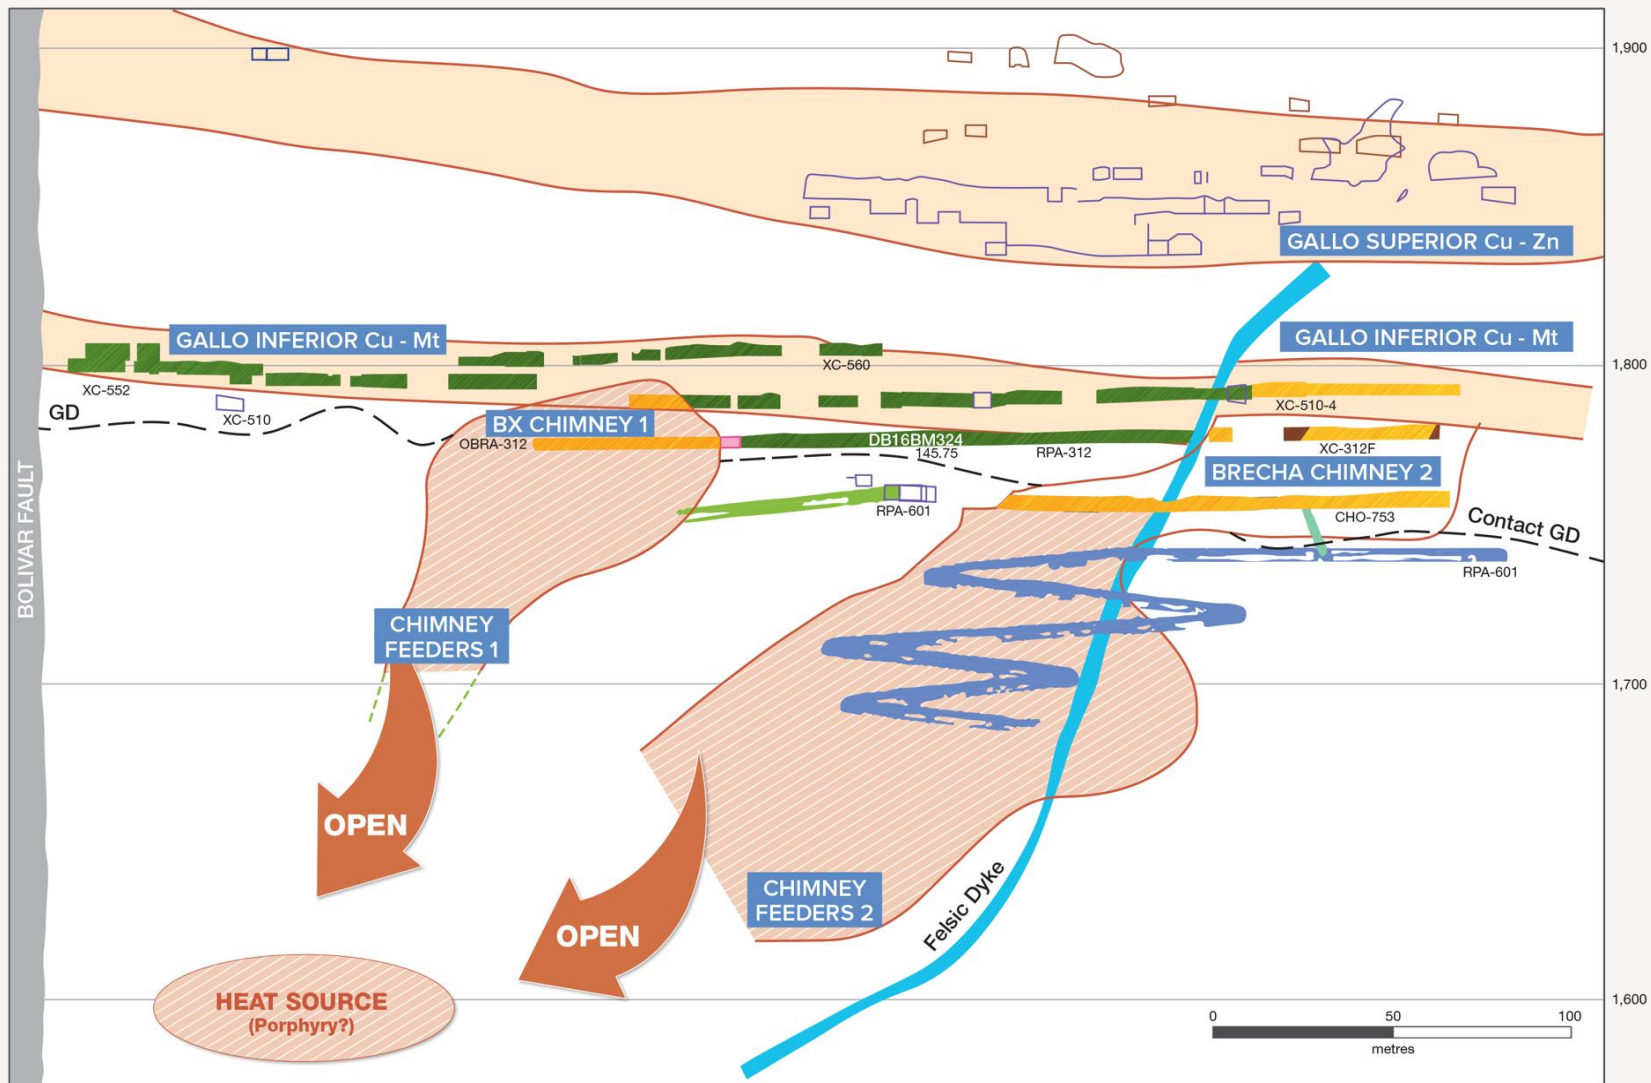 1,900
GALLO SUPERIOR Cu - Zn
GALLO INFERIOR Cu - Mt
GALLO INFERIOR Cu - Mt
XC-560
1,800
XC-552
XC-510
XC-510-4
GD
BX CHIMNEY 1
OBRA-312
DB16BM324
145.75
RPA-312
XC-312F
BRECHA CHIMNEY 2
RPA-601
CHO-753
Contact GD
RPA-601
BOLIVAR FAULT
CHIMNEY
FEEDERS 1
1,700
OPEN
CHIMNEY
FEEDERS 2
OPEN
Felsic Dyke
HEAT SOURCE
(Porphyry?)
1,600
0 50 100
metres